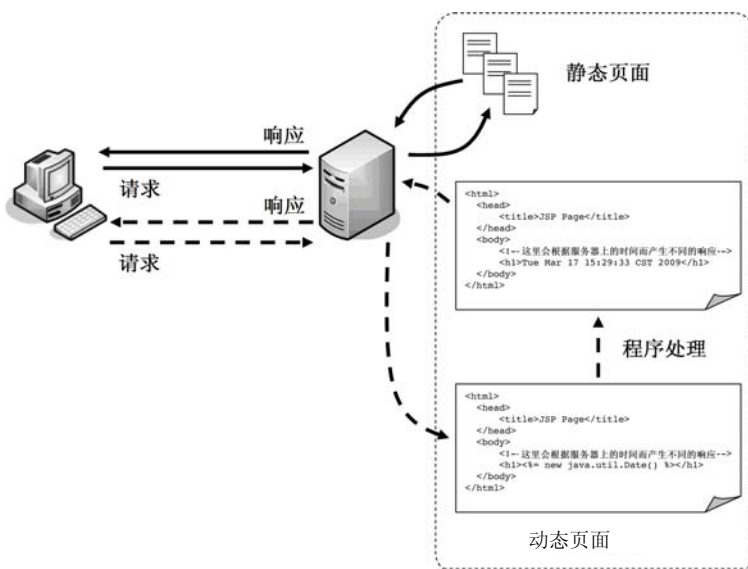 静态页面
响应
请求
响应
请求
<html>
<head>
<title>JSP Page</title>
</head>
<body>
<!-- 这里会根据服务器上的时间而产生不同的响应-->
<h1>Tue Mar 17 15:29:33 CST 2009</h1>
</body>
</html>
程序处理
<html>
<head>
<title>JSP Page</title>
</head>
<body>
<!-- 这里会根据服务器上的时间而产生不同的响应-->
<h1><%= new java.util.Date() %></h1>
</body>
</html>
动态页面